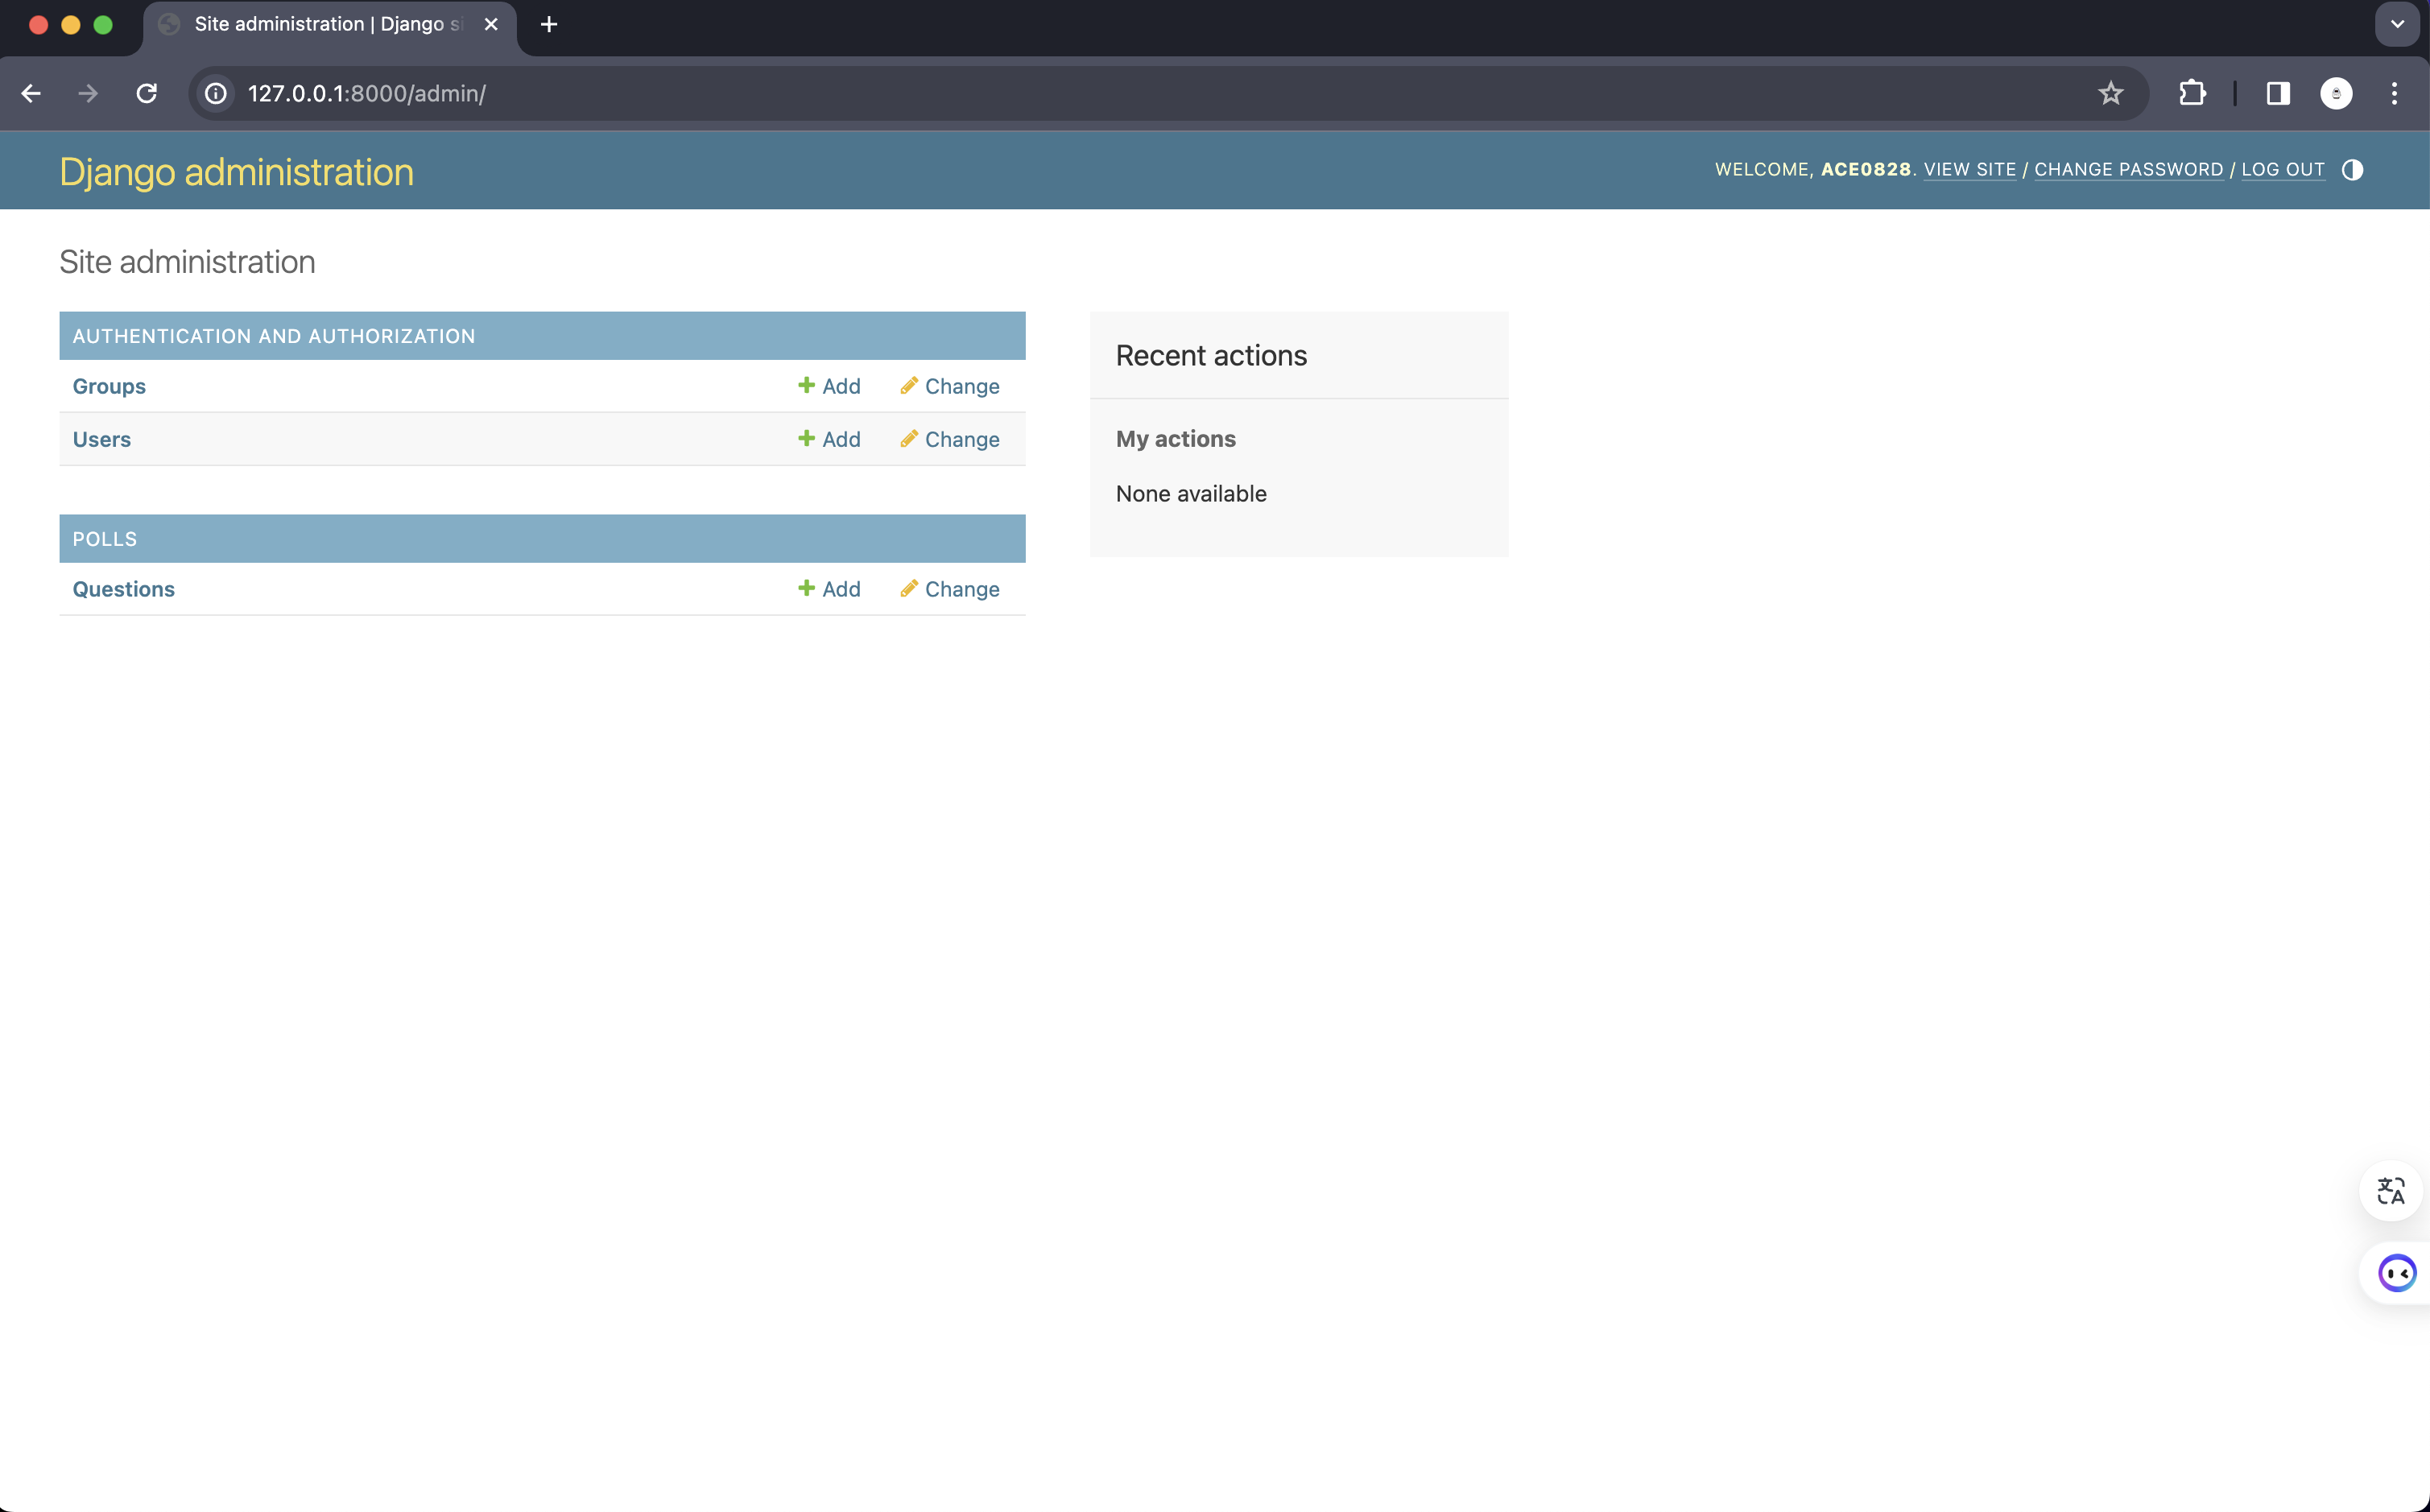 Site administration | Django si
127.0.0.1:8000/admin/
Django administration
WELCOME, ACE0828. VIEW SITE / CHANGE PASSWORD / LOG OUT
Site administration
AUTHENTICATION AND AUTHORIZATION
Groups Add Change
Users Add Change
POLLS
Questions Add Change
Recent actions
My actions
None available